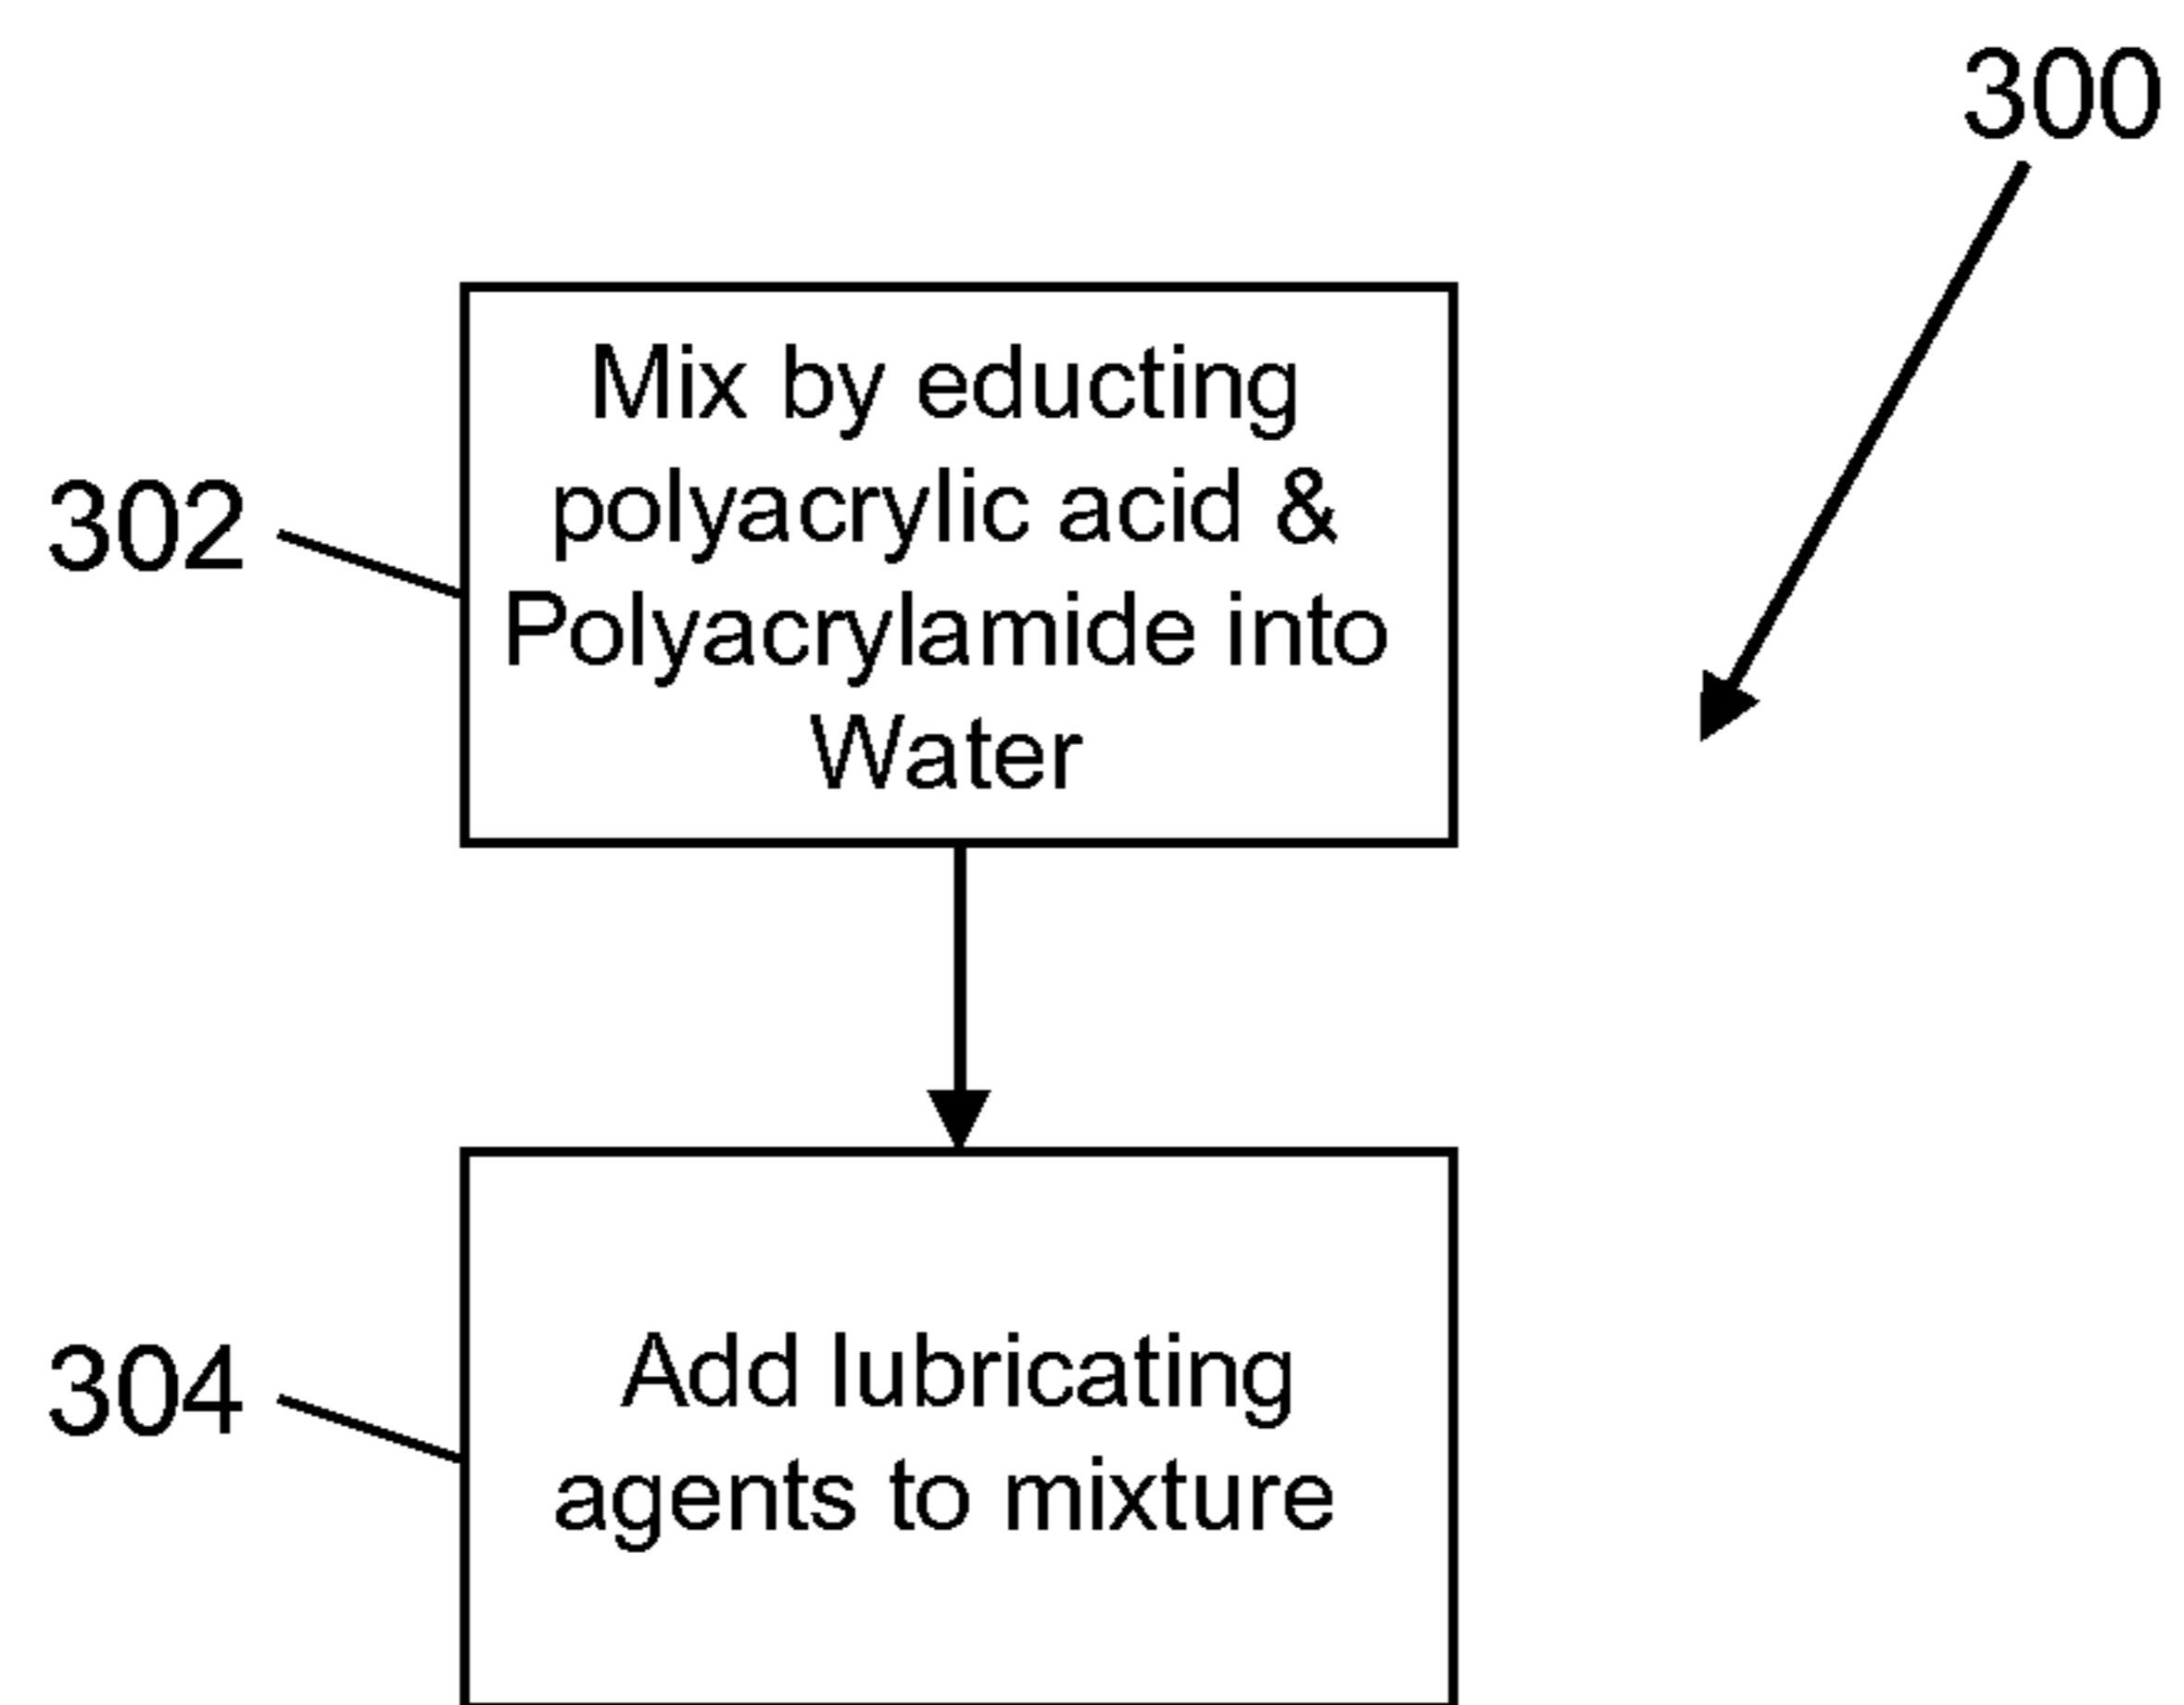 300
Mix by educting
polyacrylic acid &
Polyacrylamide into
Water
302
Add lubricating
agents to mixture
304